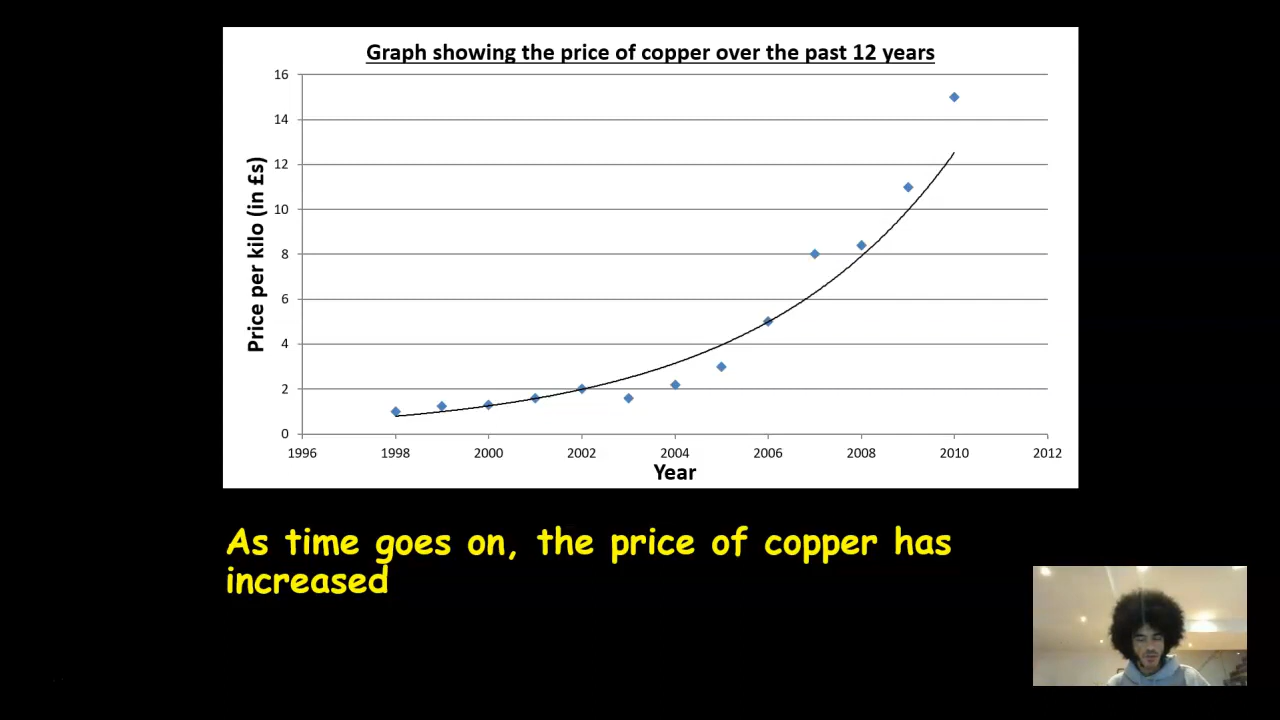 Graph showing the price of copper over the past 12 years
16
14
12
10
8
6
4
2
0
Price per kilo (in £s)
1996 1998 2000 2002 2004 2006 2008 2010 2012
Year
As time goes on, the price of copper has
increased